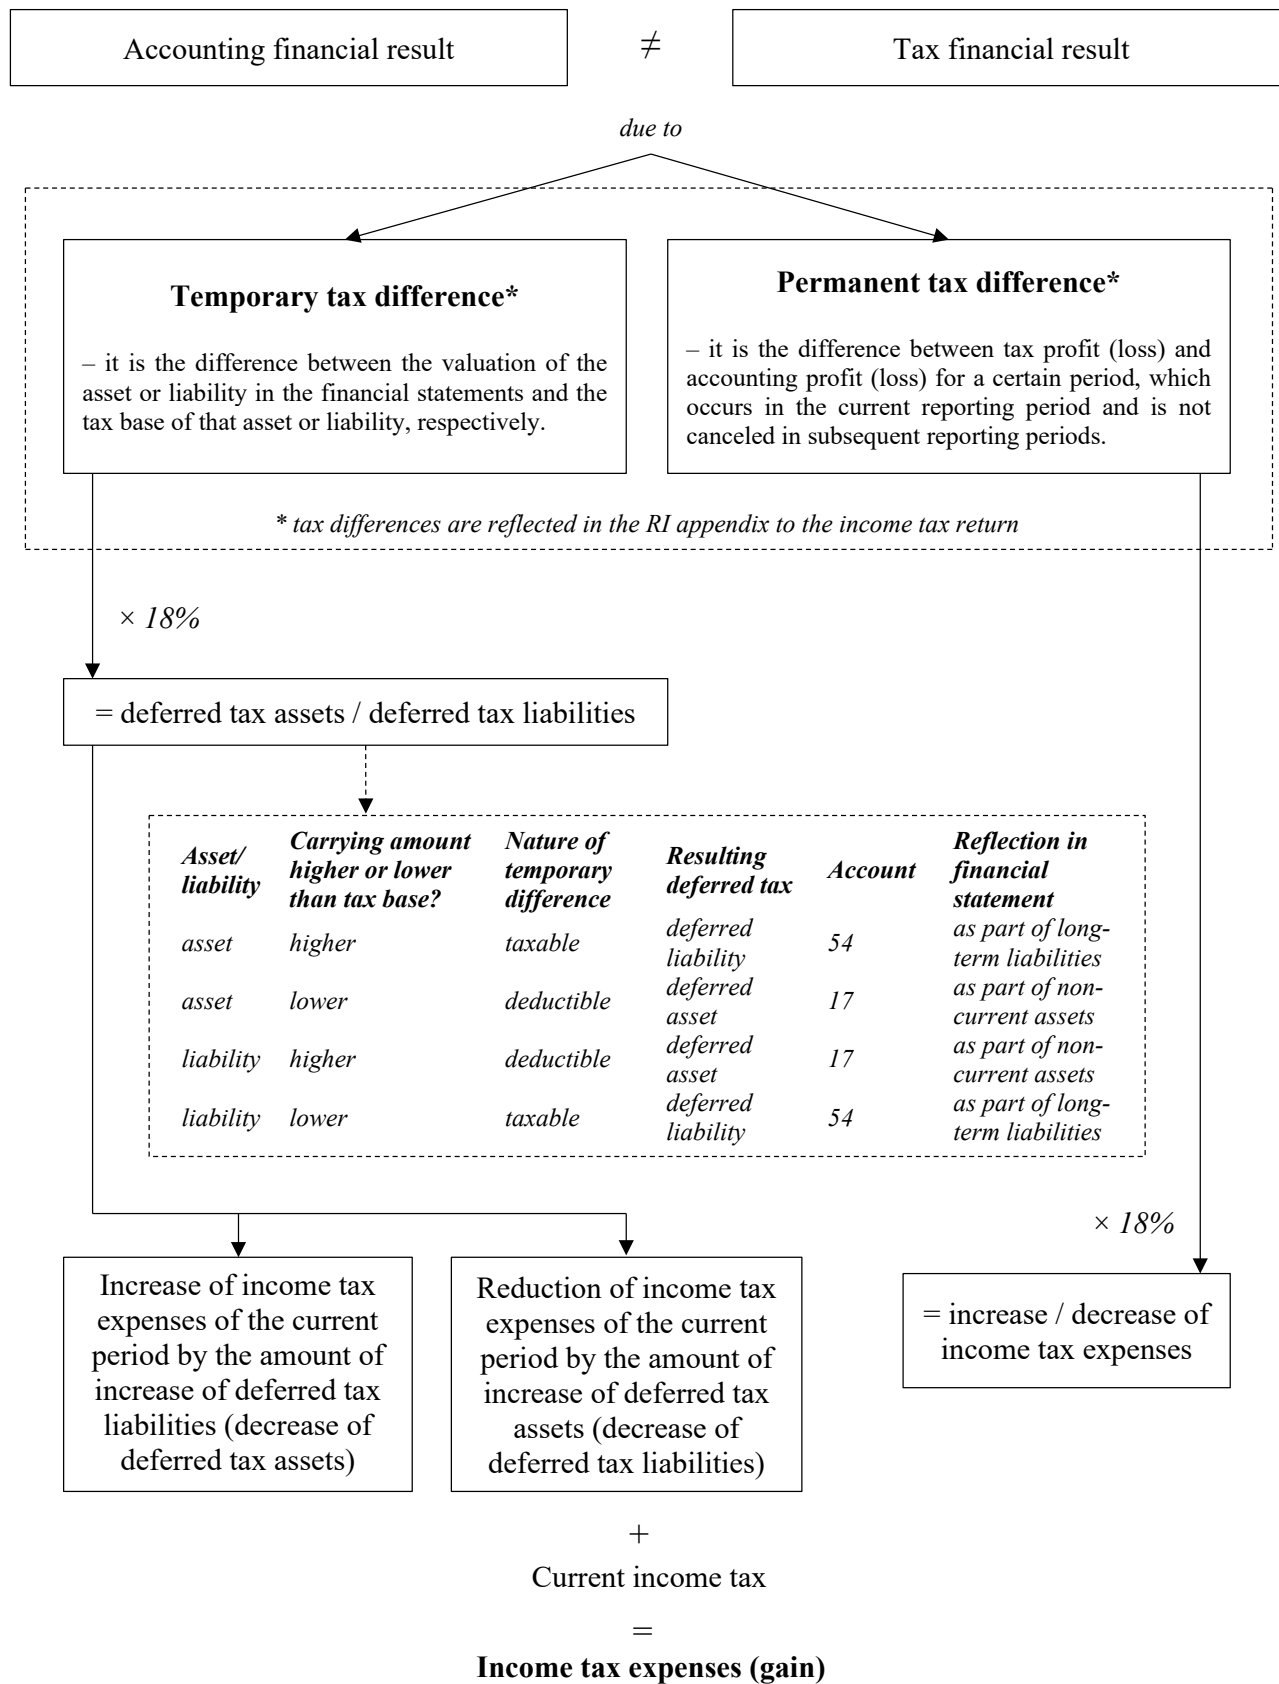 Accounting financial result
≠
Tax financial result
due to
Temporary tax difference*
– it is the difference between the valuation of the
asset or liability in the financial statements and the
tax base of that asset or liability, respectively.
Permanent tax difference*
– it is the difference between tax profit (loss) and
accounting profit (loss) for a certain period, which
occurs in the current reporting period and is not
canceled in subsequent reporting periods.
* tax differences are reflected in the RI appendix to the income tax return
× 18%
= deferred tax assets / deferred tax liabilities
Asset/
liability
Carrying amount
higher or lower
than tax base?
Nature of
temporary
difference
Resulting
deferred tax
Account
Reflection in
financial
statement
asset
higher
taxable
deferred
liability
54
as part of long-
term liabilities
asset
lower
deductible
deferred
asset
17
as part of non-
current assets
liability
higher
deductible
deferred
asset
17
as part of non-
current assets
liability
lower
taxable
deferred
liability
54
as part of long-
term liabilities
× 18%
Increase of income tax
expenses of the current
period by the amount of
increase of deferred tax
liabilities (decrease of
deferred tax assets)
Reduction of income tax
expenses of the current
period by the amount of
increase of deferred tax
assets (decrease of
deferred tax liabilities)
= increase / decrease of
income tax expenses
+
Current income tax
=
Income tax expenses (gain)